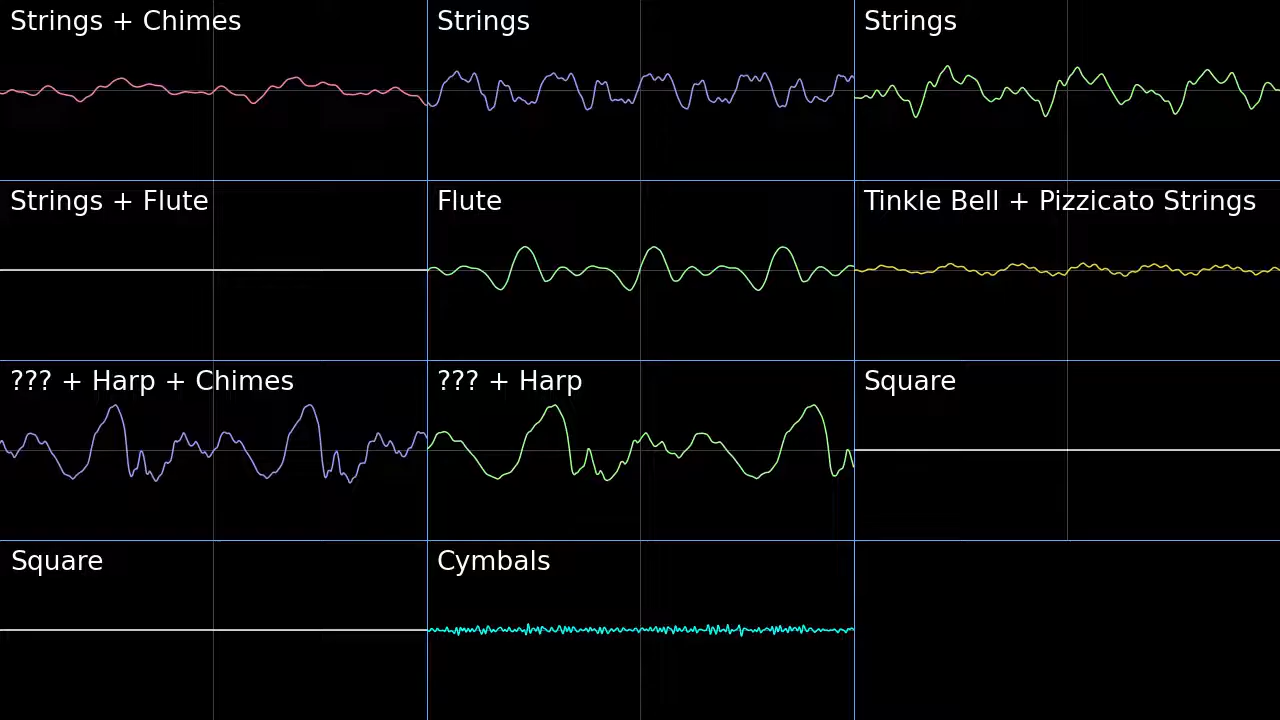 Strings + Chimes
Strings
Strings
Strings + Flute
Flute
Tinkle Bell + Pizzicato Strings
??? + Harp + Chimes
??? + Harp
Square
Square
Cymbals